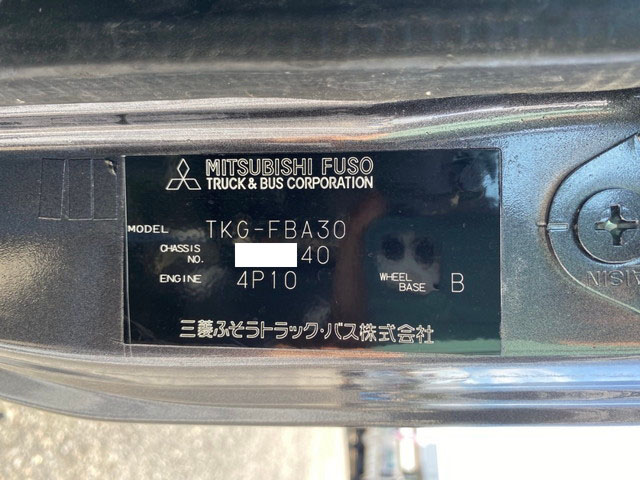 MITSUBISHI FUSO
TRUCK & BUS CORPORATION
MODEL TKG-FBA30
CHASSIS NO. 40
ENGINE 4P10 WHEEL BASE B
三菱ふそうトラック・バス株式会社
AISIN